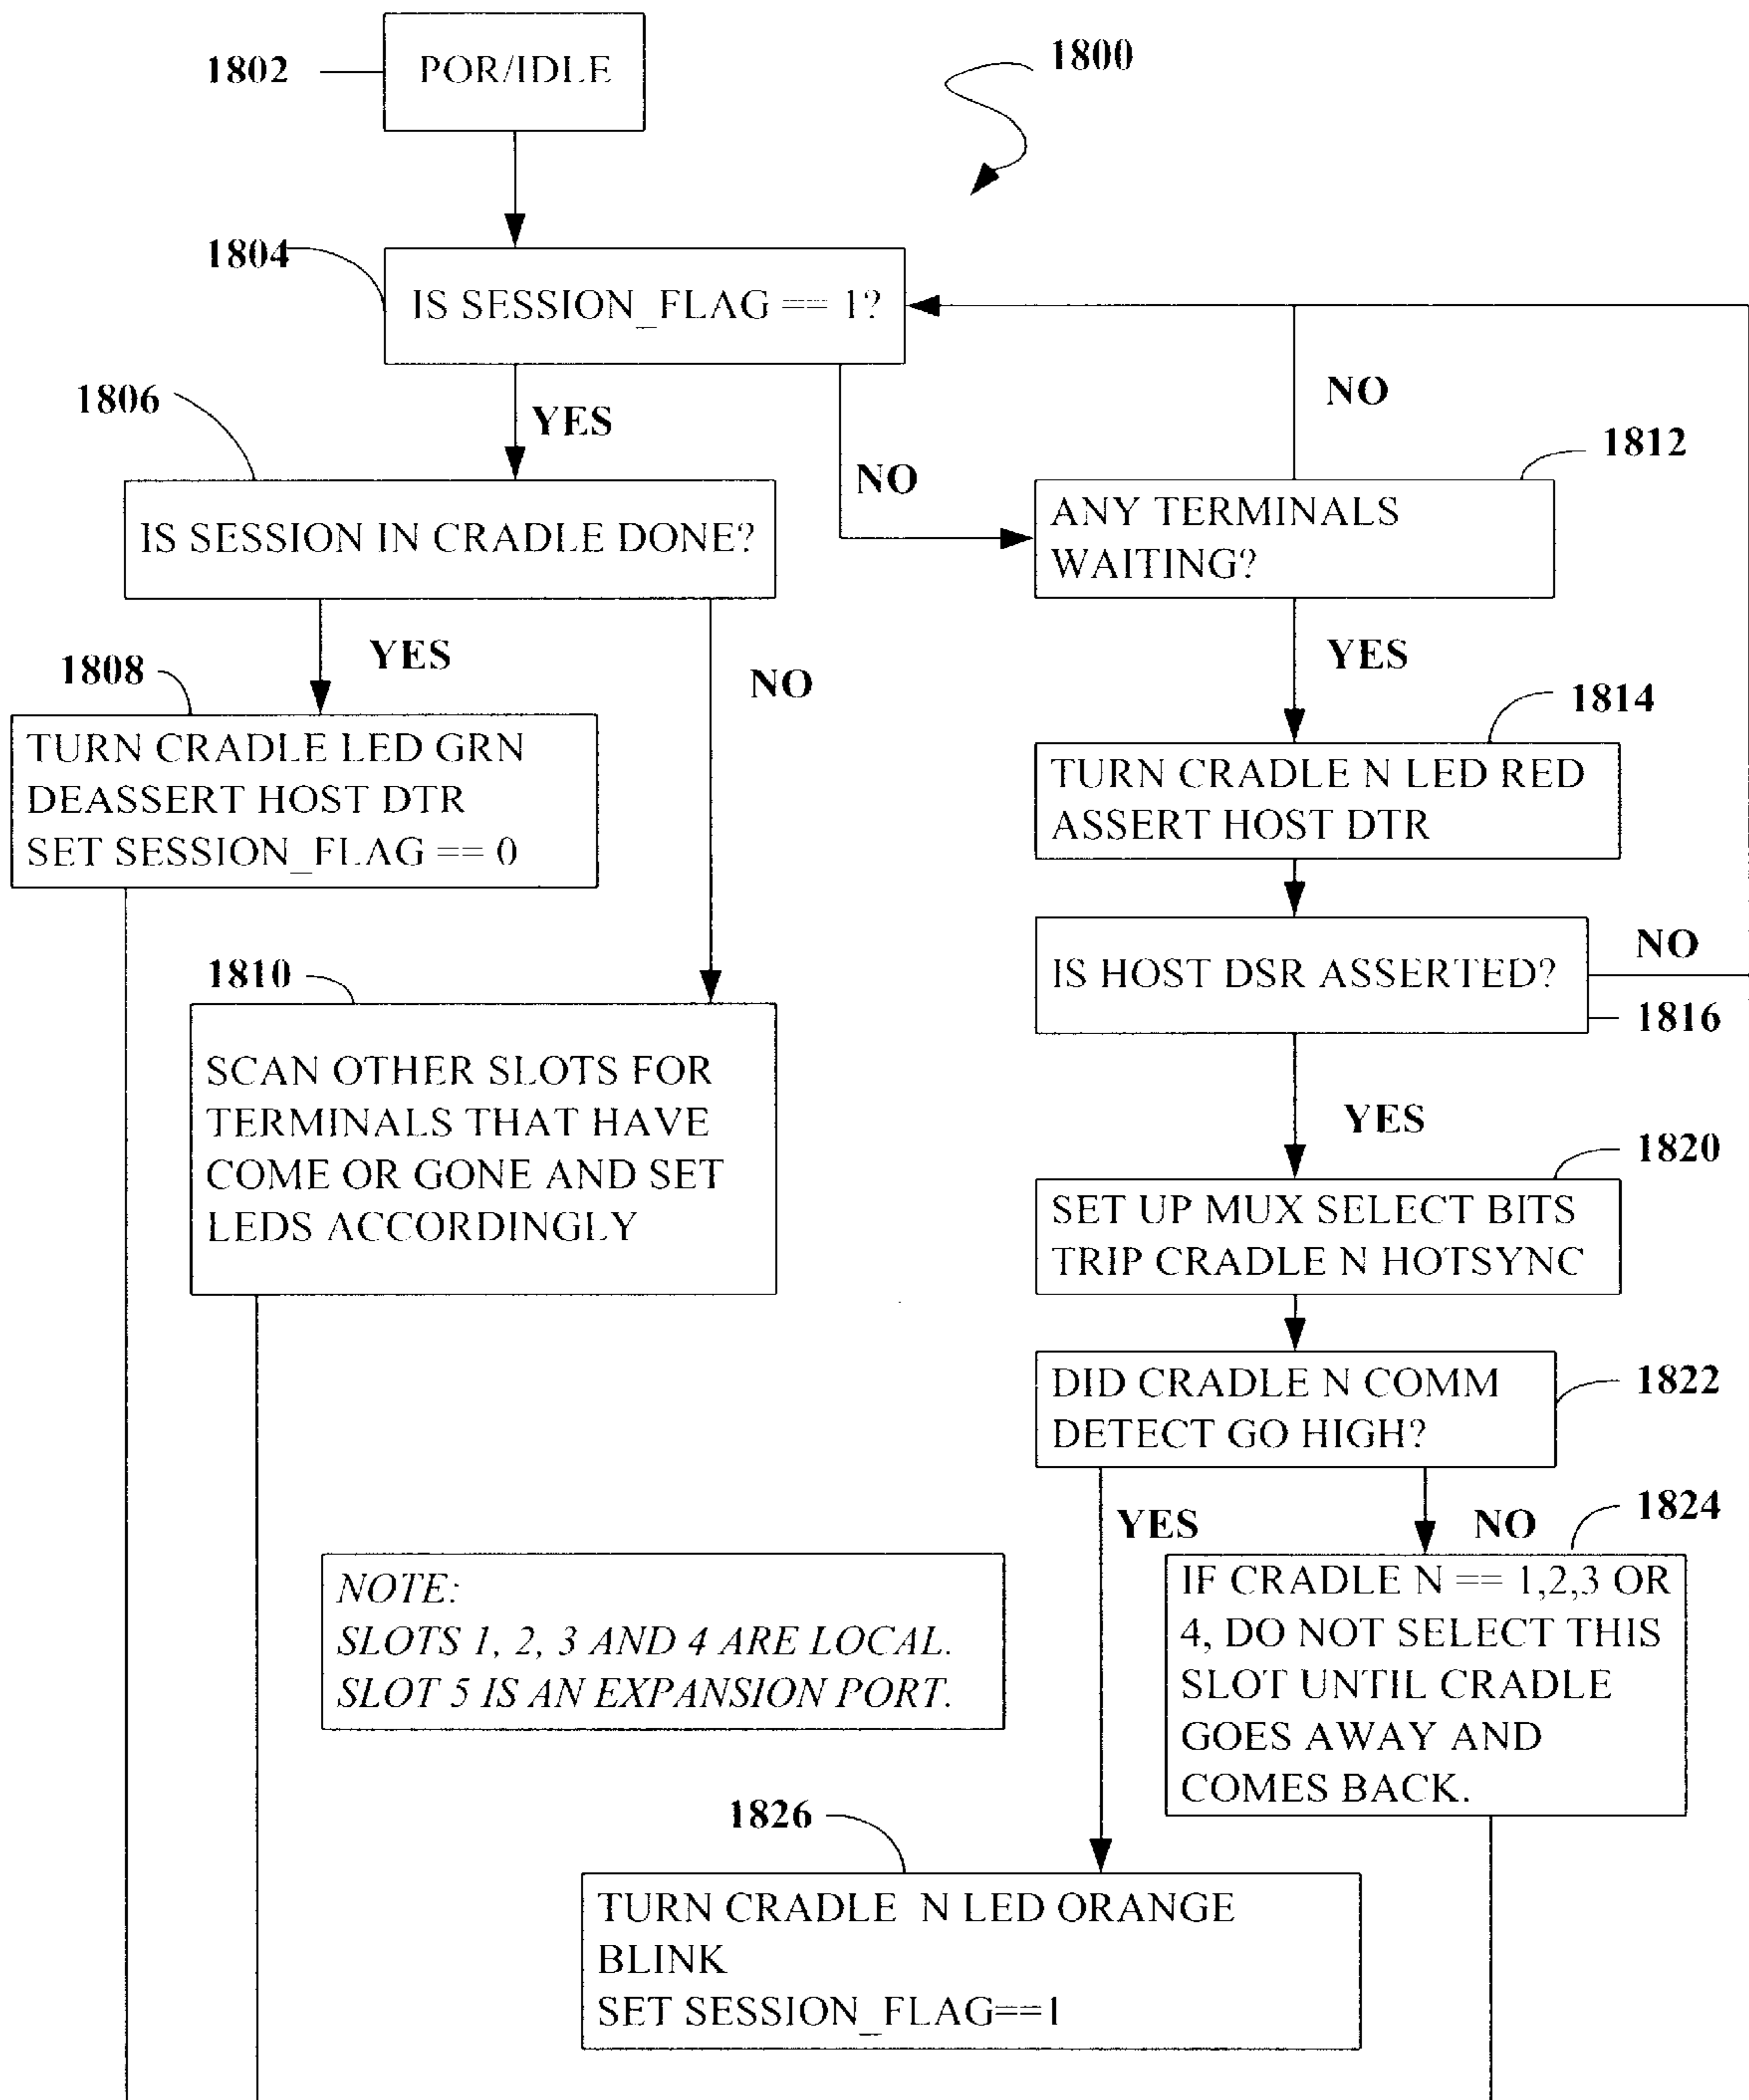 1802
POR/IDLE
1800
1804
IS SESSION_FLAG == 1?
1806
YES
NO
NO
1812
IS SESSION IN CRADLE DONE?
ANY TERMINALS
WAITING?
1808
YES
NO
YES
1814
TURN CRADLE LED GRN
DEASSERT HOST DTR
SET SESSION_FLAG == 0
TURN CRADLE N LED RED
ASSERT HOST DTR
1810
IS HOST DSR ASSERTED?
NO
1816
SCAN OTHER SLOTS FOR
TERMINALS THAT HAVE
COME OR GONE AND SET
LEDS ACCORDINGLY
YES
1820
SET UP MUX SELECT BITS
TRIP CRADLE N HOTSYNC
DID CRADLE N COMM
DETECT GO HIGH?
1822
YES
NO
1824
NOTE:
SLOTS 1, 2, 3 AND 4 ARE LOCAL.
SLOT 5 IS AN EXPANSION PORT.
IF CRADLE N == 1,2,3 OR
4, DO NOT SELECT THIS
SLOT UNTIL CRADLE
GOES AWAY AND
COMES BACK.
1826
TURN CRADLE N LED ORANGE
BLINK
SET SESSION_FLAG==1